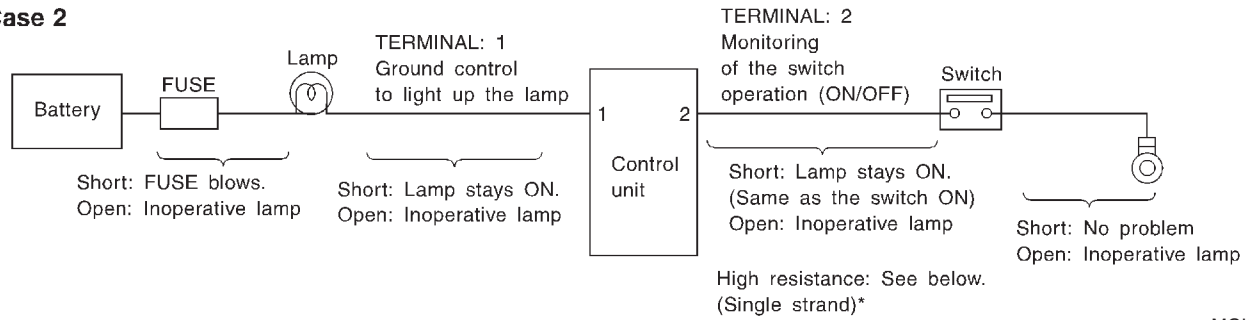 Case 2
Battery
FUSE
Short: FUSE blows.
Open: Inoperative lamp
Lamp
TERMINAL: 1
Ground control
to light up the lamp
Short: Lamp stays ON.
Open: Inoperative lamp
1
2
Control
unit
TERMINAL: 2
Monitoring
of the switch
operation (ON/OFF)
Short: Lamp stays ON.
(Same as the switch ON)
Open: Inoperative lamp
High resistance: See below.
(Single strand)*
Switch
Short: No problem
Open: Inoperative lamp